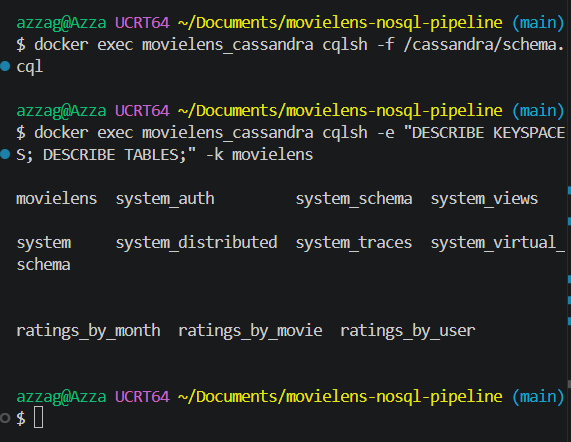 azzag@Azza UCRT64 ~/Documents/movielens-nosql-pipeline (main)
$ docker exec movielens_cassandra cqlsh -f /cassandra/schema.
cql
azzag@Azza UCRT64 ~/Documents/movielens-nosql-pipeline (main)
$ docker exec movielens_cassandra cqlsh -e "DESCRIBE KEYSPACE
S; DESCRIBE TABLES;" -k movielens
movielens  system_auth         system_schema  system_views
system     system_distributed  system_traces  system_virtual_
schema
ratings_by_month  ratings_by_movie  ratings_by_user
azzag@Azza UCRT64 ~/Documents/movielens-nosql-pipeline (main)
$